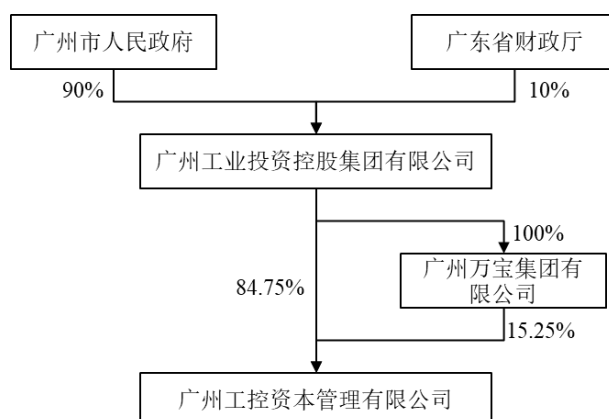 广州市人民政府
广东省财政厅
90%
10%
广州工业投资控股集团有限公司
100%
84.75%
广州万宝集团有
限公司
15.25%
广州工控资本管理有限公司